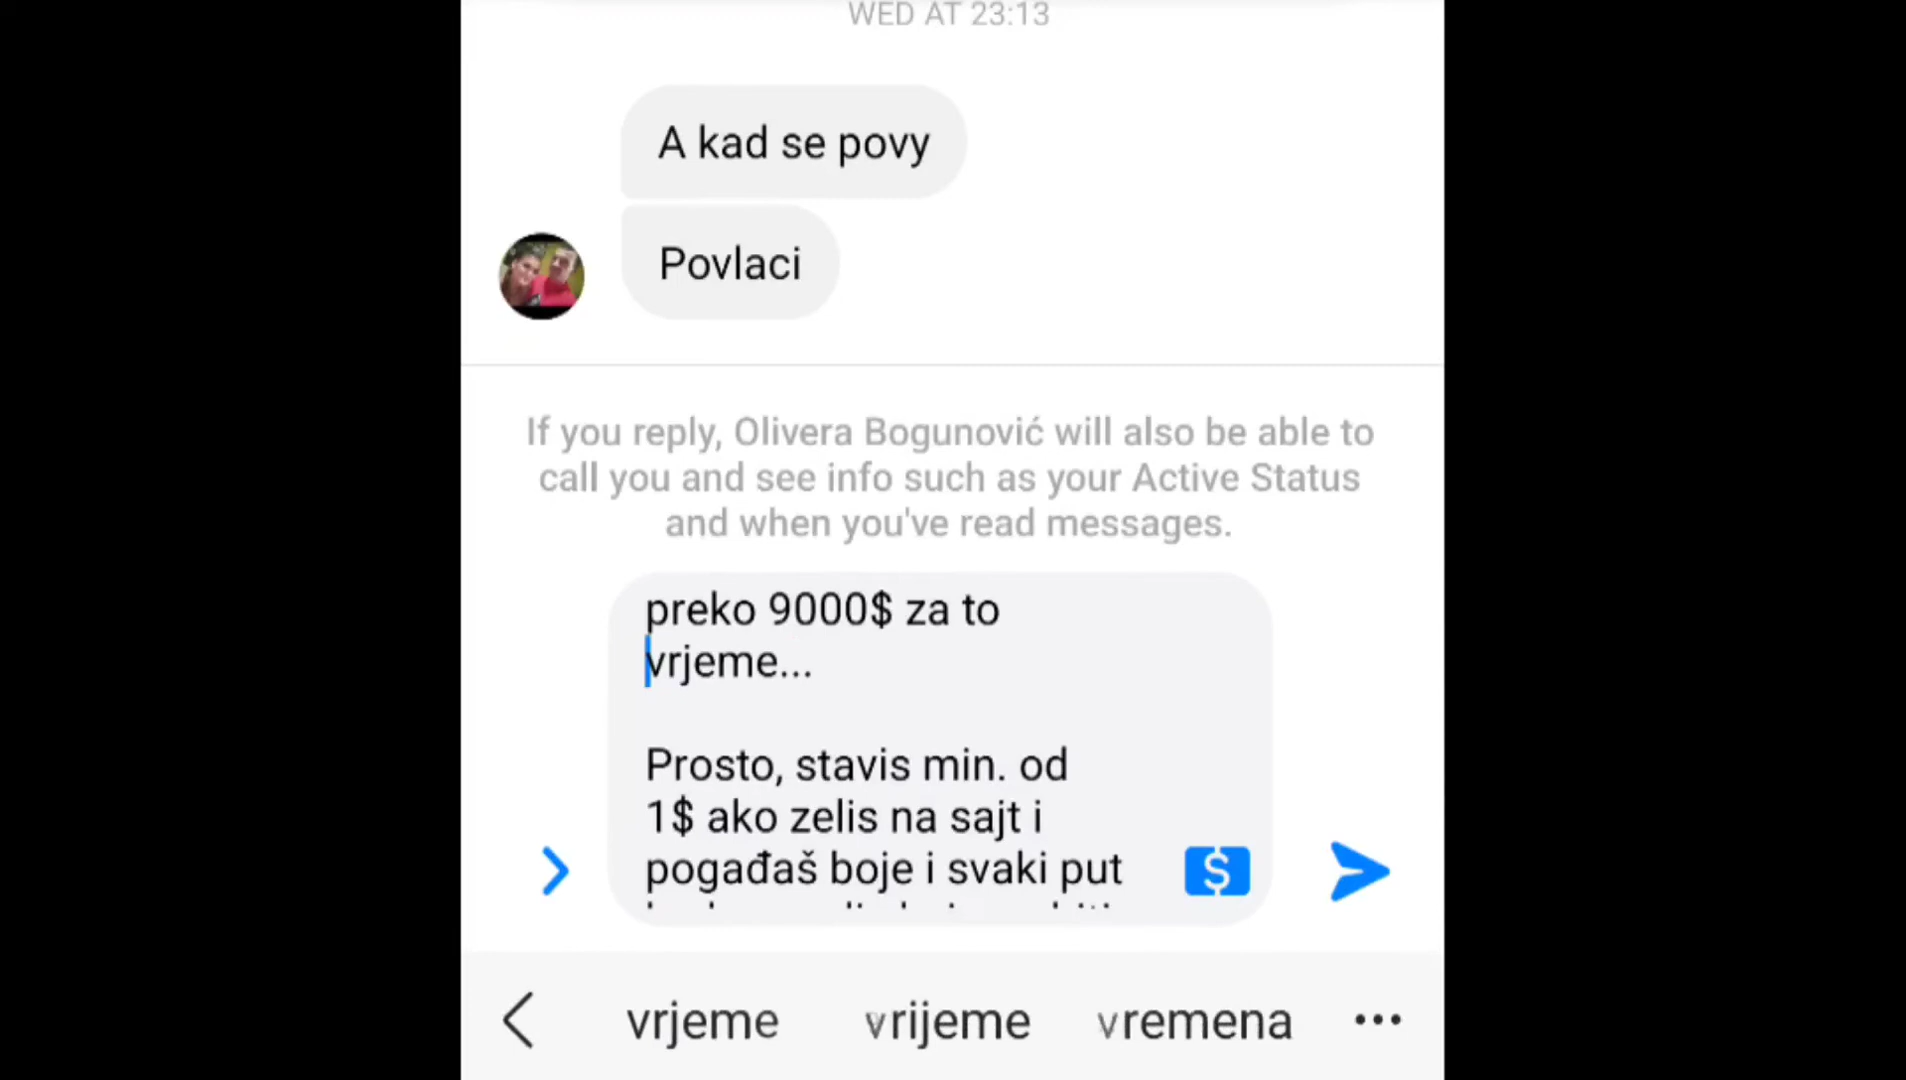 WED AT 23:13
A kad se povy
Povlaci
If you reply, Olivera Bogunović will also be able to
call you and see info such as your Active Status
and when you've read messages.
preko 9000$ za to
vrjeme...
Prosto, stavis min. od
1$ ako zelis na sajt i
pogađaš boje i svaki put
vrjeme vrijeme vremena